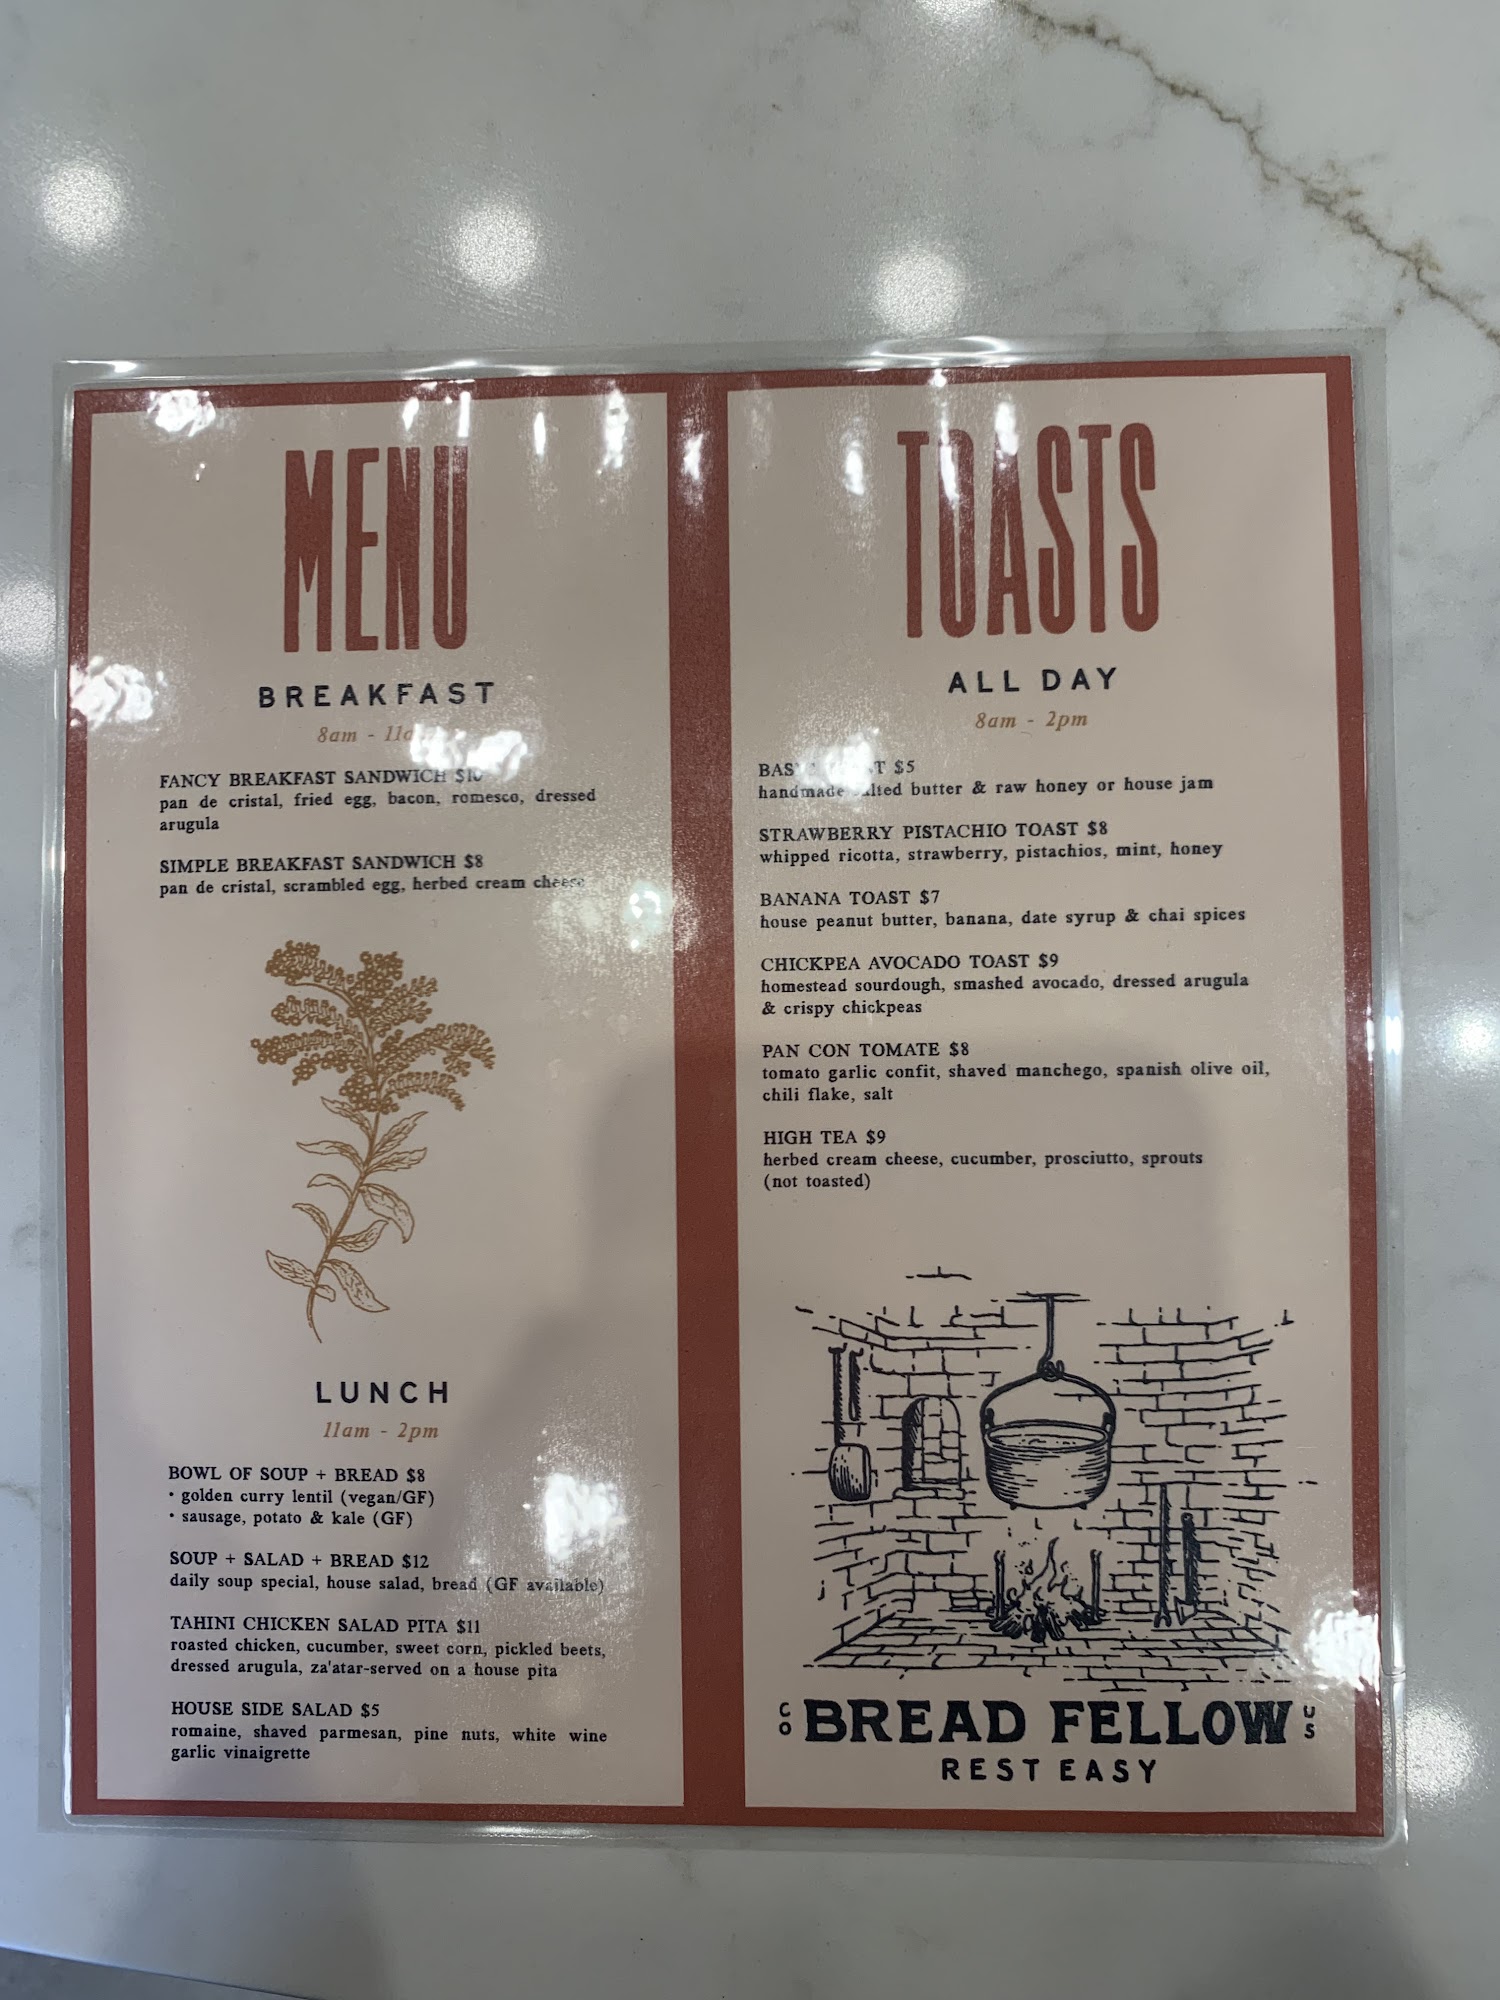 MENU
BREAKFAST
8am - 11am
FANCY BREAKFAST SANDWICH $10
pan de cristal, fried egg, bacon, romesco, dressed
arugula
SIMPLE BREAKFAST SANDWICH $8
pan de cristal, scrambled egg, herbed cream cheese
LUNCH
11am - 2pm
BOWL OF SOUP + BREAD $8
• golden curry lentil (vegan/GF)
• sausage, potato & kale (GF)
SOUP + SALAD + BREAD $12
daily soup special, house salad, bread (GF available)
TAHINI CHICKEN SALAD PITA $11
roasted chicken, cucumber, sweet corn, pickled beets,
dressed arugula, za'atar-served on a house pita
HOUSE SIDE SALAD $5
romaine, shaved parmesan, pine nuts, white wine
garlic vinaigrette
TOASTS
ALL DAY
8am - 2pm
$5
handmade salted butter & raw honey or house jam
STRAWBERRY PISTACHIO TOAST $8
whipped ricotta, strawberry, pistachios, mint, honey
BANANA TOAST $7
house peanut butter, banana, date syrup & chai spices
CHICKPEA AVOCADO TOAST $9
homestead sourdough, smashed avocado, dressed arugula
& crispy chickpeas
PAN CON TOMATE $8
tomato garlic confit, shaved manchego, spanish olive oil,
chili flake, salt
HIGH TEA $9
herbed cream cheese, cucumber, prosciutto, sprouts
(not toasted)
CO BREAD FELLOW US
REST EASY